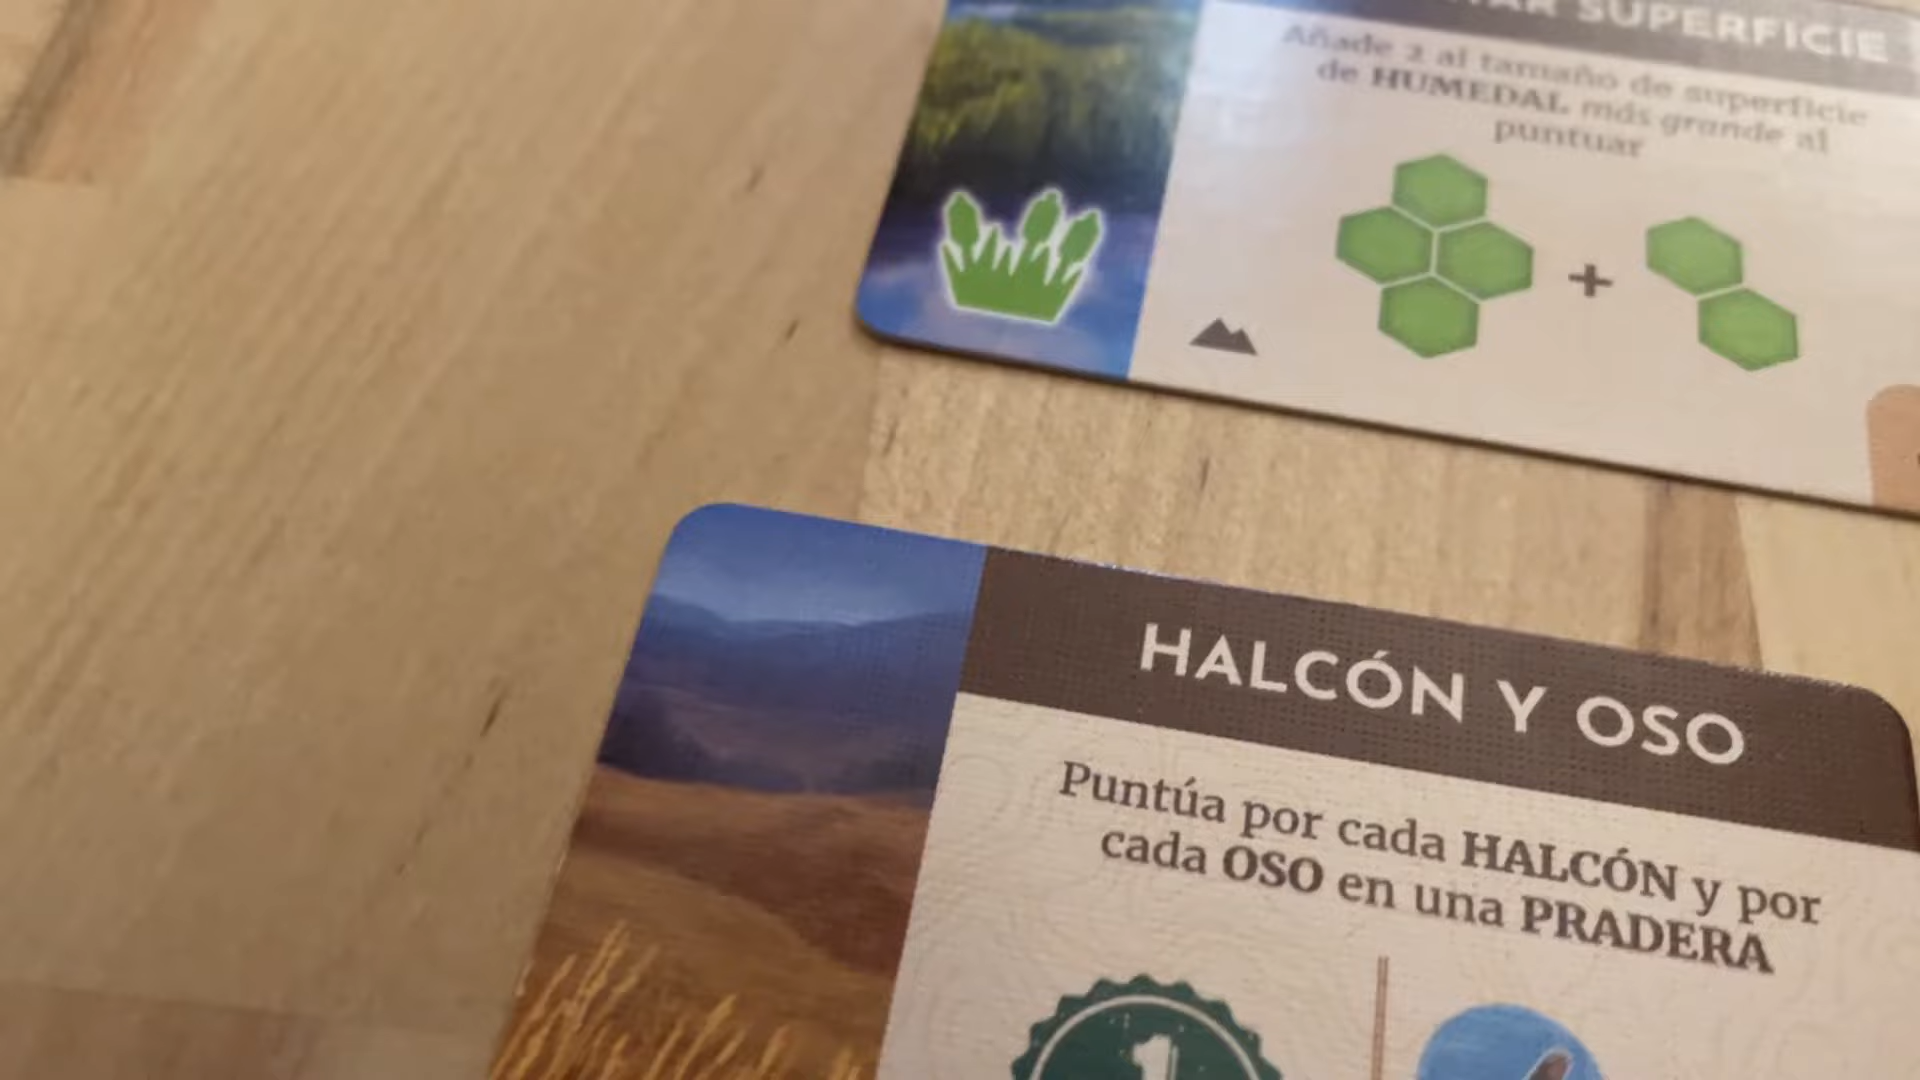 SUPERFICIE
Añade 2 al tamaño de superficie
de HUMEDAL más grande al
puntuar
+
HALCÓN Y OSO
Puntúa por cada HALCÓN y por
cada OSO en una PRADERA
1